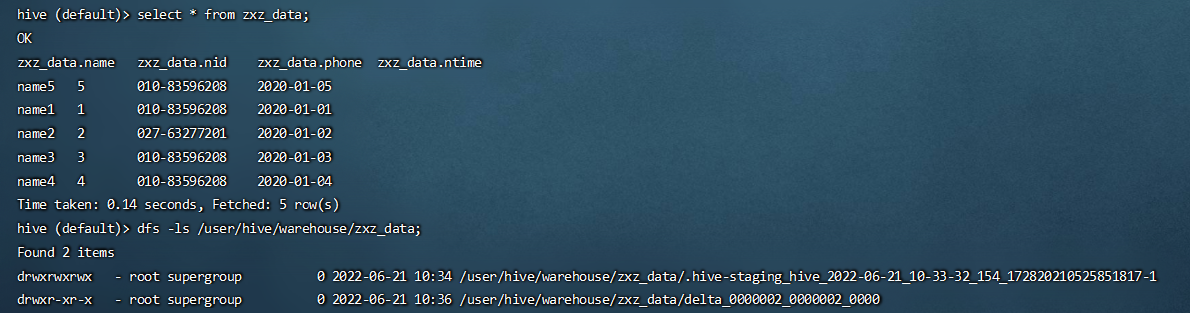 hive (default)> select * from zxz_data;
OK
zxz_data.name   zxz_data.nid    zxz_data.phone  zxz_data.ntime
name5   5       010-83596208    2020-01-05
name1   1       010-83596208    2020-01-01
name2   2       027-63277201    2020-01-02
name3   3       010-83596208    2020-01-03
name4   4       010-83596208    2020-01-04
Time taken: 0.14 seconds, Fetched: 5 row(s)
hive (default)> dfs -ls /user/hive/warehouse/zxz_data;
Found 2 items
drwxrwxrwx   - root supergroup          0 2022-06-21 10:34 /user/hive/warehouse/zxz_data/.hive-staging_hive_2022-06-21_10-33-32_154_172820210525851817-1
drwxr-xr-x   - root supergroup          0 2022-06-21 10:36 /user/hive/warehouse/zxz_data/delta_0000002_0000002_0000